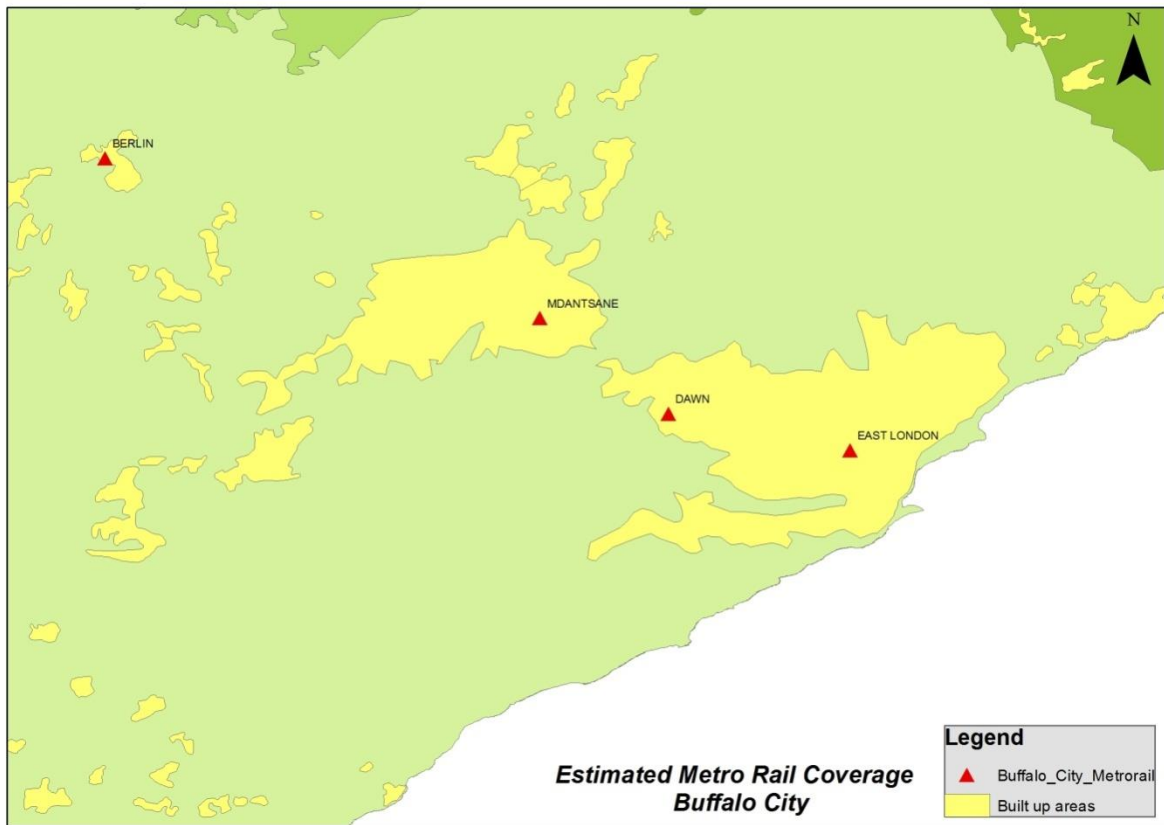 N
BERLIN
MDANTSANE
DAWN
EAST LONDON
Estimated Metro Rail Coverage
Buffalo City
Legend
Buffalo_City_Metrorail
Built up areas